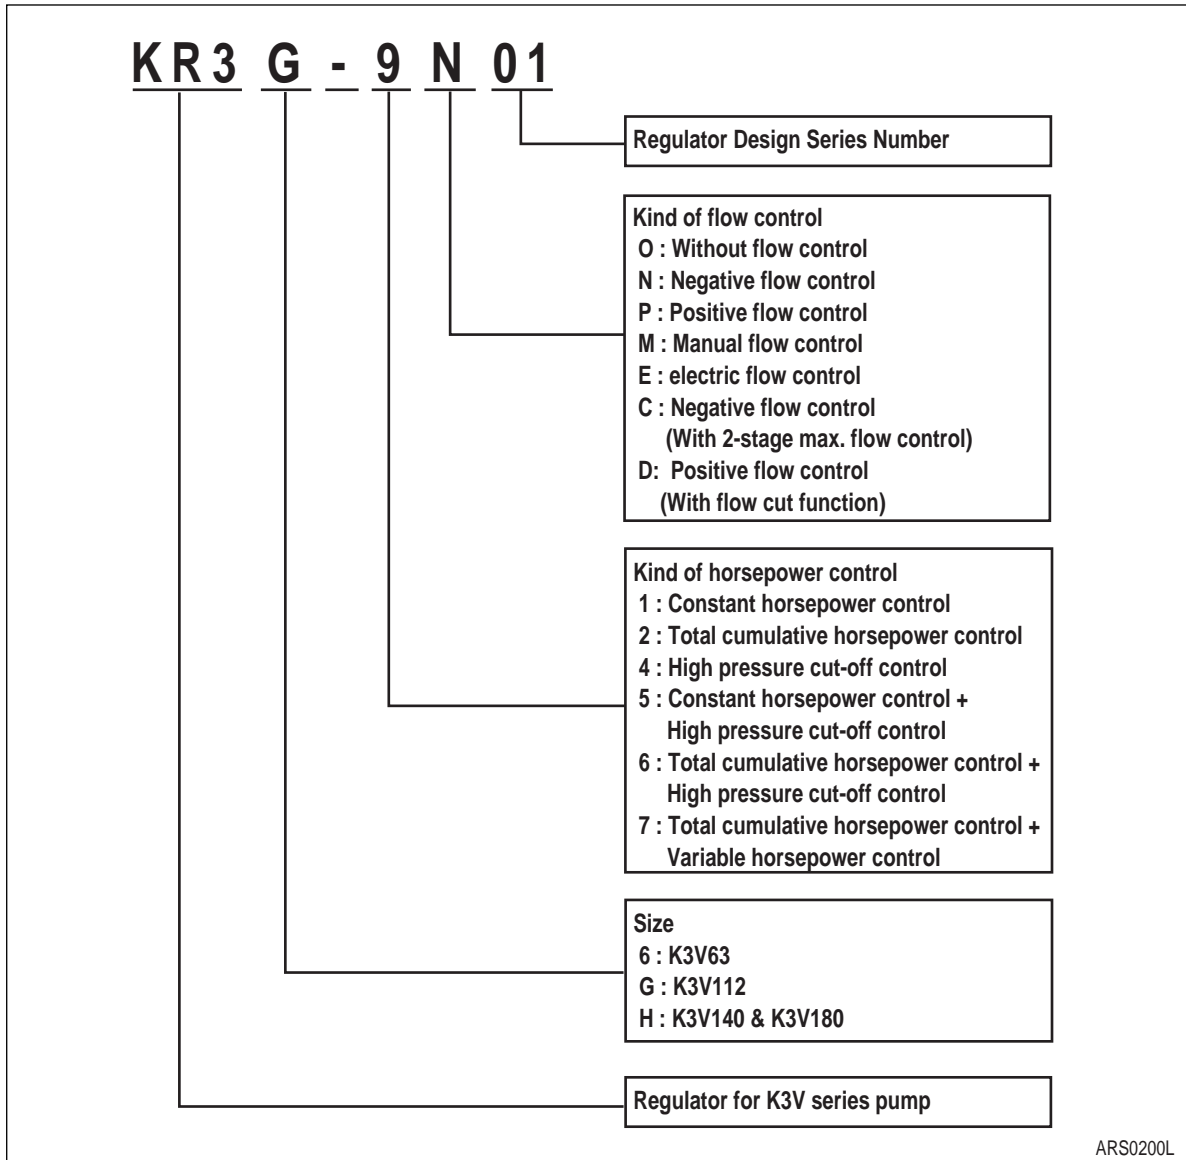 KR3 G - 9 N 01
Regulator Design Series Number
Kind of flow control
O : Without flow control
N : Negative flow control
P : Positive flow control
M : Manual flow control
E : electric flow control
C : Negative flow control
(With 2-stage max. flow control)
D: Positive flow control
(With flow cut function)
Kind of horsepower control
1 : Constant horsepower control
2 : Total cumulative horsepower control
4 : High pressure cut-off control
5 : Constant horsepower control +
High pressure cut-off control
6 : Total cumulative horsepower control +
High pressure cut-off control
7 : Total cumulative horsepower control +
Variable horsepower control
Size
6 : K3V63
G : K3V112
H : K3V140 & K3V180
Regulator for K3V series pump
ARS0200L